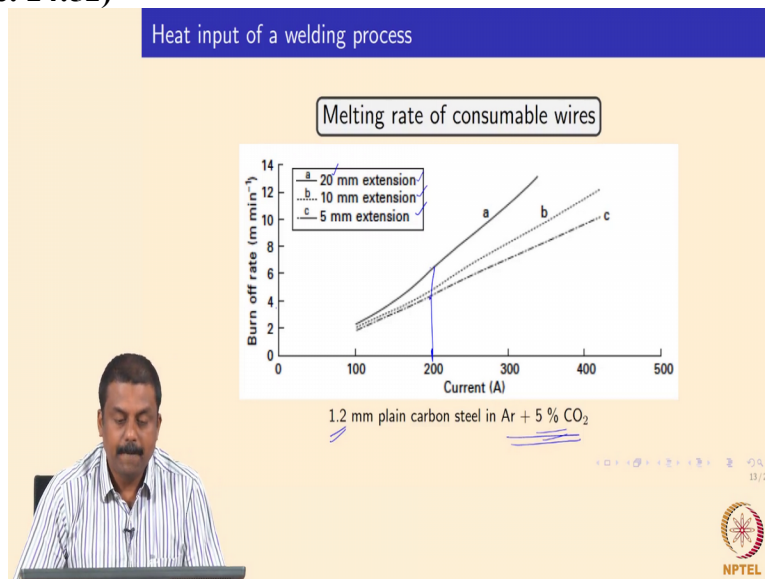 Heat input of a welding process
Melting rate of consumable wires
14
12
10
8
6
4
2
0
Burn off rate (m min⁻¹)
a 20 mm extension
b 10 mm extension
c 5 mm extension
a
b
c
0 100 200 300 400 500
Current (A)
1.2 mm plain carbon steel in Ar + 5 % CO₂
NPTEL